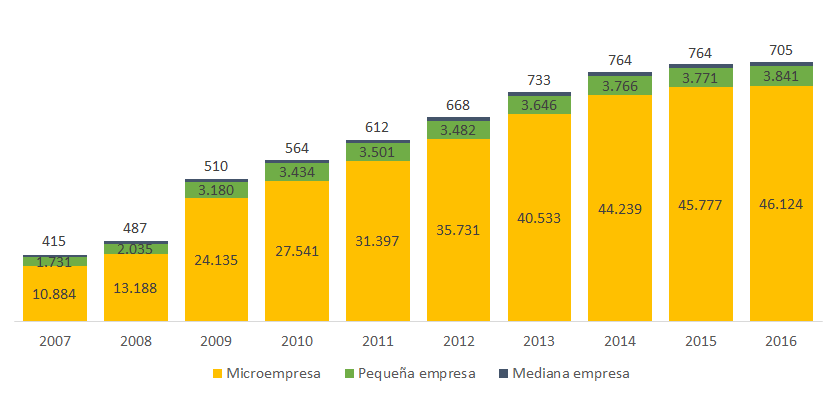 415 487 510 564 612 668 733 764 764 705
1.731 2.035 3.180 3.434 3.501 3.482 3.646 3.766 3.771 3.841
10.884 13.188 24.135 27.541 31.397 35.731 40.533 44.239 45.777 46.124
2007 2008 2009 2010 2011 2012 2013 2014 2015 2016
Microempresa Pequeña empresa Mediana empresa